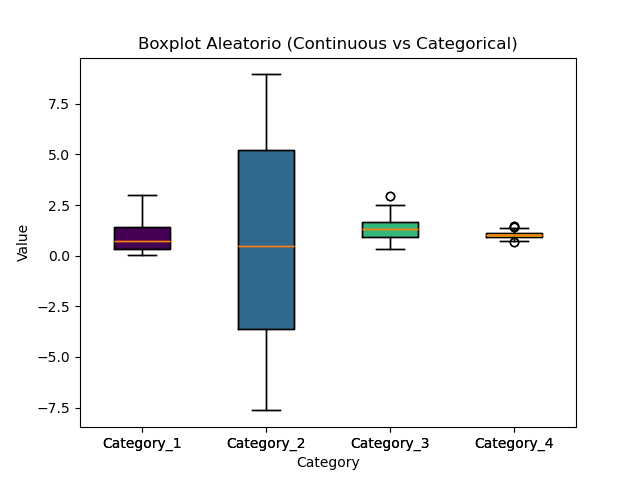 Boxplot Aleatorio (Continuous vs Categorical)
7.5
5.0
2.5
0.0
−2.5
−5.0
−7.5
Value
Category_1 Category_2 Category_3 Category_4
Category